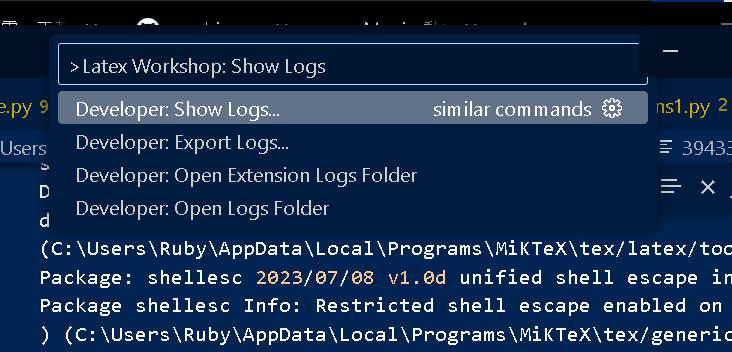 >Latex Workshop: Show Logs
e.py 9
Developer: Show Logs... similar commands
ns1.py 2
Users
Developer: Export Logs...
39433
Developer: Open Extension Logs Folder
D
Developer: Open Logs Folder
d
(C:\Users\Ruby\AppData\Local\Programs\MiKTeX\tex/latex/too
Package: shellesc 2023/07/08 v1.0d unified shell escape in
Package shellesc Info: Restricted shell escape enabled on
) (C:\Users\Ruby\AppData\Local\Programs\MiKTeX\tex/generic